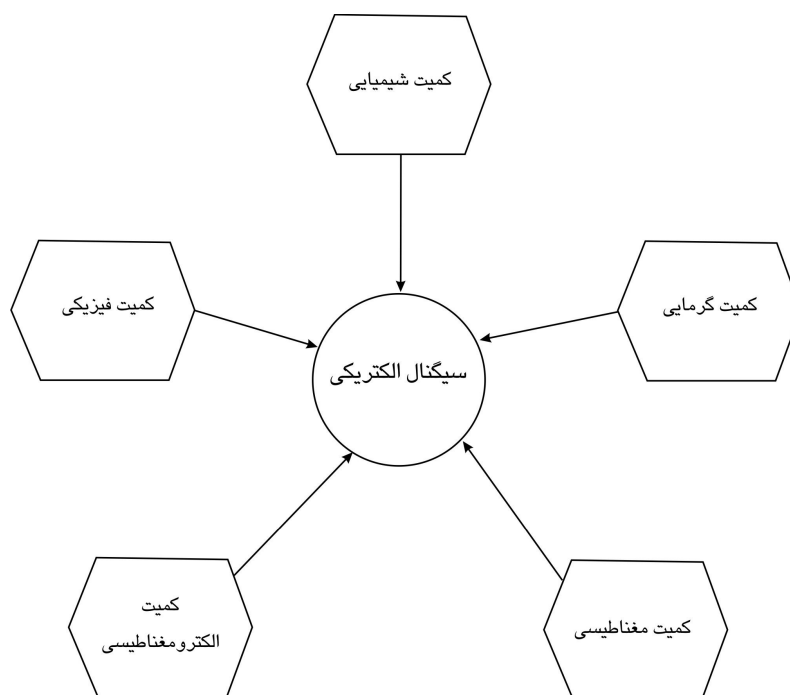 کمیت شیمیایی
کمیت گرمایی
کمیت فیزیکی
سیگنال الکتریکی
کمیت
الکترومغناطیسی
کمیت مغناطیسی